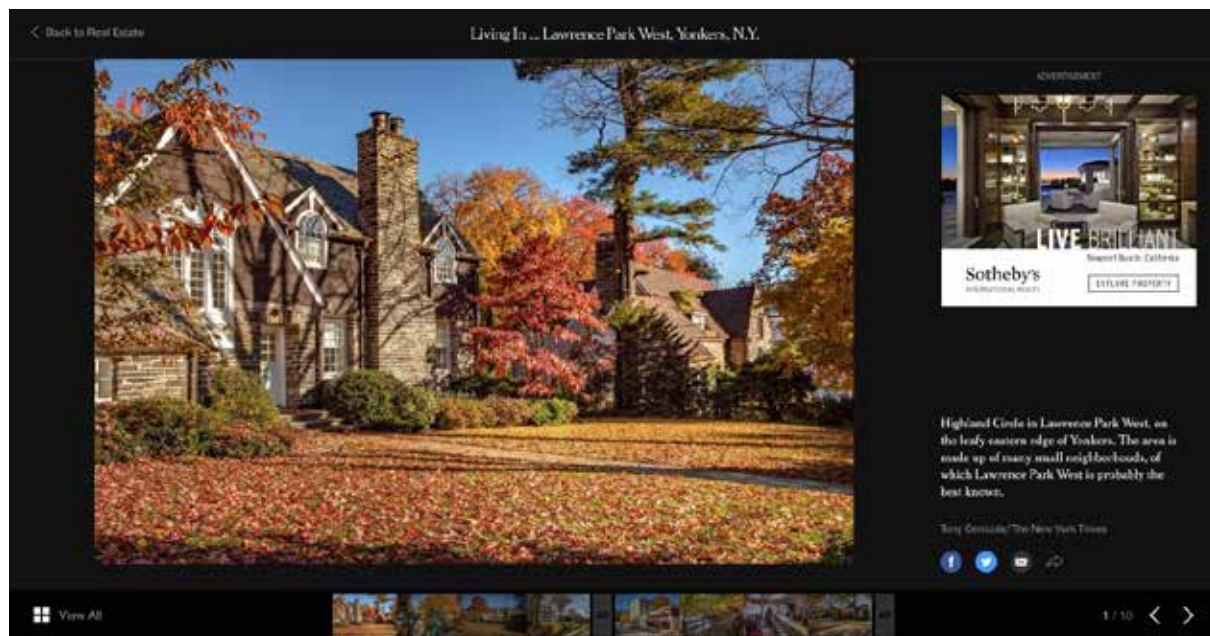 Back to Real Estate
Living In ... Lawrence Park West, Yonkers, N.Y.
ADVERTISEMENT
LIVE BRILLIANT
Newport Beach, California
Sotheby's
INTERNATIONAL REALTY
EXPLORE PROPERTY
Highland Circle in Lawrence Park West, on
the leafy eastern edge of Yonkers. The area is
made up of many small neighborhoods, of
which Lawrence Park West is probably the
best known.
Tony Cenicola/The New York Times
View All
1 / 10